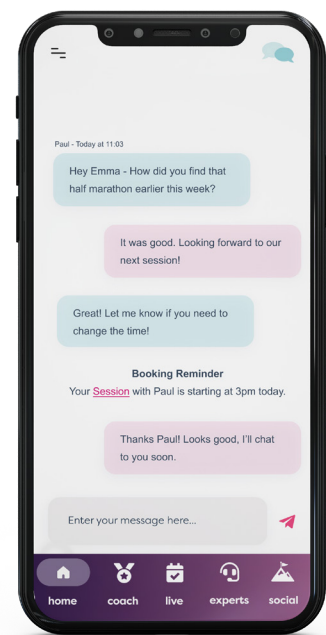 Paul - Today at 11:03
Hey Emma - How did you find that
half marathon earlier this week?
It was good. Looking forward to our
next session!
Great! Let me know if you need to
change the time!
Booking Reminder
Your Session with Paul is starting at 3pm today.
Thanks Paul! Looks good, I'll chat
to you soon.
Enter your message here...
home coach live experts social